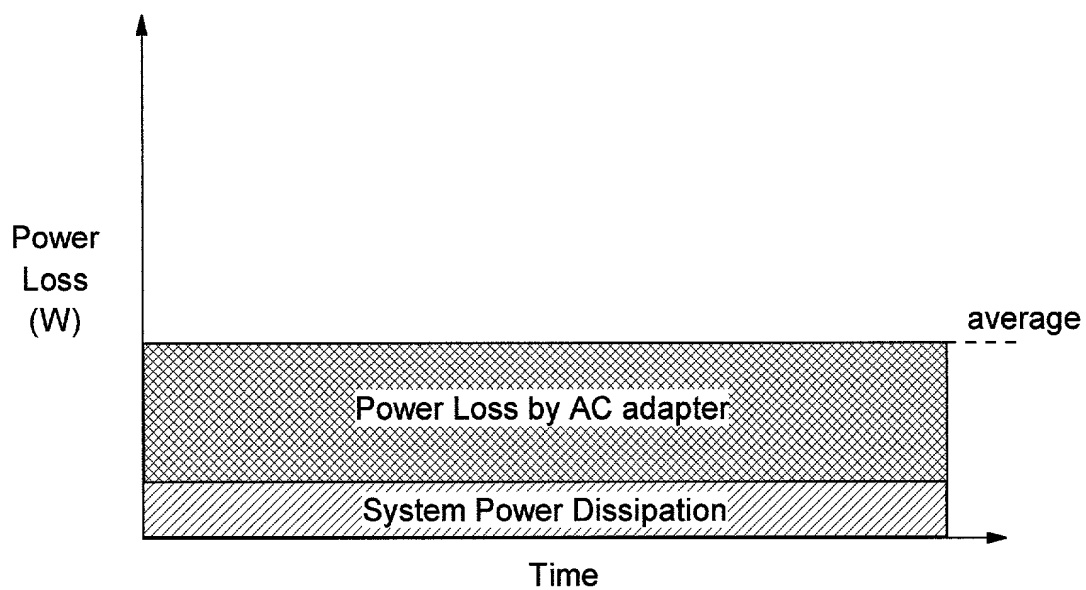 Power
Loss
(W)
average
Power Loss by AC adapter
System Power Dissipation
Time